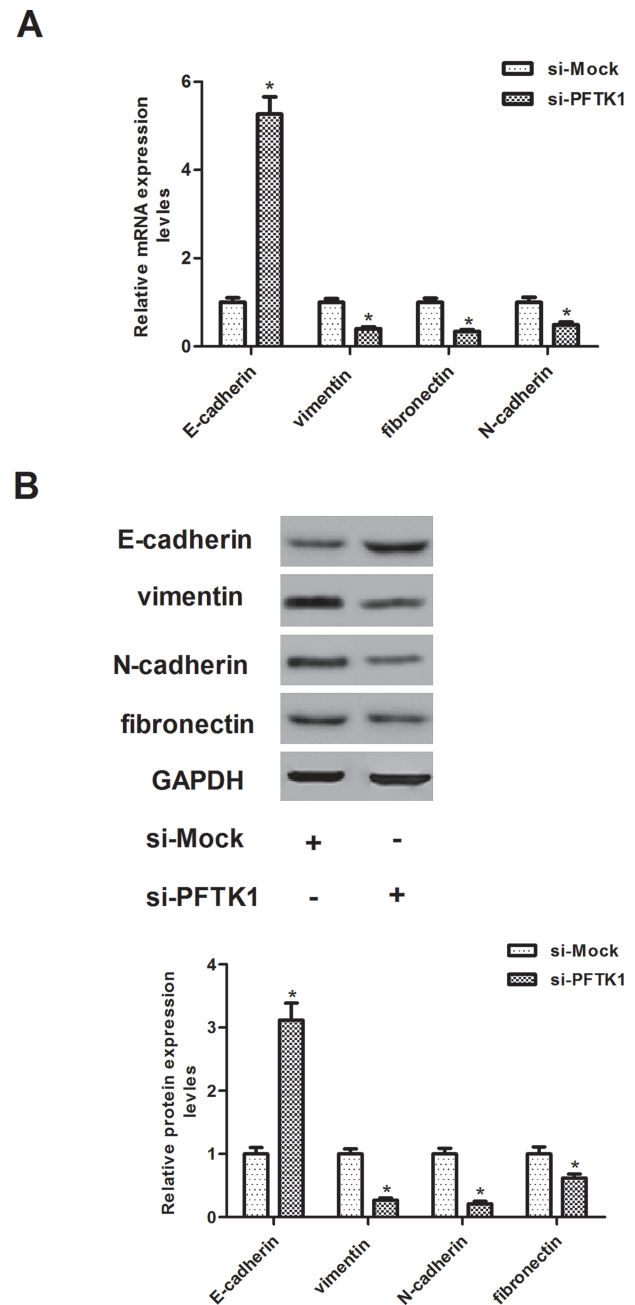 A
si-Mock
si-PFTK1
Relative mRNA expression
levles
6
4
2
0
*
*
*
*
E-cadherin
vimentin
fibronectin
N-cadherin
B
E-cadherin
vimentin
N-cadherin
fibronectin
GAPDH
si-Mock + -
si-PFTK1 - +
si-Mock
si-PFTK1
Relative protein expression
levles
4
3
2
1
0
*
*
*
*
E-cadherin
vimentin
N-cadherin
fibronectin